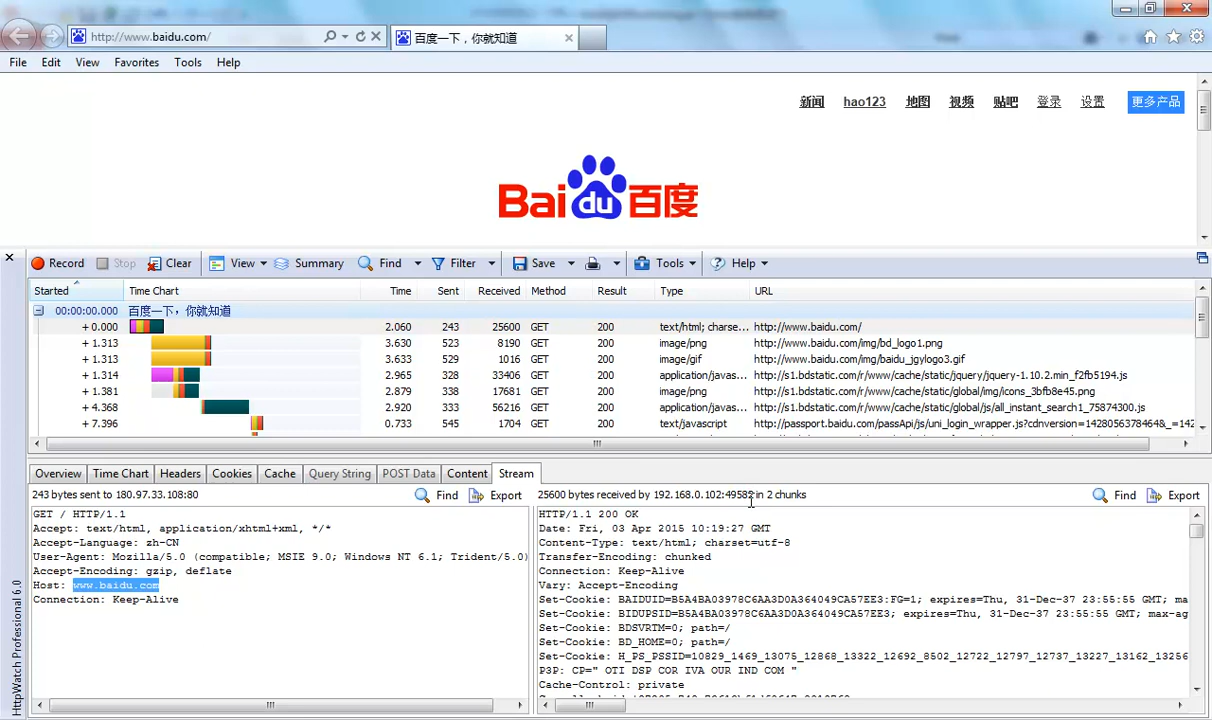 http://www.baidu.com/
百度一下，你就知道
File Edit View Favorites Tools Help
新闻 hao123 地图 视频 贴吧 登录 设置 更多产品
Bai du 百度
Record Stop Clear View Summary Find Filter Save Tools Help
Started Time Chart Time Sent Received Method Result Type URL
00:00:00.000 百度一下，你就知道
+ 0.000 2.060 243 25600 GET 200 text/html; charse... http://www.baidu.com/
+ 1.313 3.630 523 8190 GET 200 image/png http://www.baidu.com/img/bd_logo1.png
+ 1.313 3.633 529 1016 GET 200 image/gif http://www.baidu.com/img/baidu_jgylogo3.gif
+ 1.314 2.965 328 33406 GET 200 application/javas... http://s1.bdstatic.com/r/www/cache/static/jquery/jquery-1.10.2.min_f2fb5194.js
+ 1.381 2.879 338 17681 GET 200 image/png http://s1.bdstatic.com/r/www/cache/static/global/img/icons_3bfb8e45.png
+ 4.368 2.920 333 56216 GET 200 application/javas... http://s1.bdstatic.com/r/www/cache/static/global/js/all_instant_search1_75874300.js
+ 7.396 0.733 545 1704 GET 200 text/javascript http://passport.baidu.com/passApi/js/uni_login_wrapper.js?cdnversion=1428056378464&_=142
Overview Time Chart Headers Cookies Cache Query String POST Data Content Stream
243 bytes sent to 180.97.33.108:80 Find Export
GET / HTTP/1.1
Accept: text/html, application/xhtml+xml, */*
Accept-Language: zh-CN
User-Agent: Mozilla/5.0 (compatible; MSIE 9.0; Windows NT 6.1; Trident/5.0)
Accept-Encoding: gzip, deflate
Host: www.baidu.com
Connection: Keep-Alive
25600 bytes received by 192.168.0.102:49582 in 2 chunks Find Export
HTTP/1.1 200 OK
Date: Fri, 03 Apr 2015 10:19:27 GMT
Content-Type: text/html; charset=utf-8
Transfer-Encoding: chunked
Connection: Keep-Alive
Vary: Accept-Encoding
Set-Cookie: BAIDUID=B5A4BA03978C6AA3D0A364049CA57EE3:FG=1; expires=Thu, 31-Dec-37 23:55:55 GMT; ma
Set-Cookie: BIDUPSID=B5A4BA03978C6AA3D0A364049CA57EE3; expires=Thu, 31-Dec-37 23:55:55 GMT; max-ag
Set-Cookie: BDSVRTM=0; path=/
Set-Cookie: BD_HOME=0; path=/
Set-Cookie: H_PS_PSSID=10829_1469_13075_12868_13322_12692_8502_12722_12797_12737_13227_13162_13256
P3P: CP=" OTI DSP COR IVA OUR IND COM "
Cache-Control: private
HttpWatch Professional 6.0